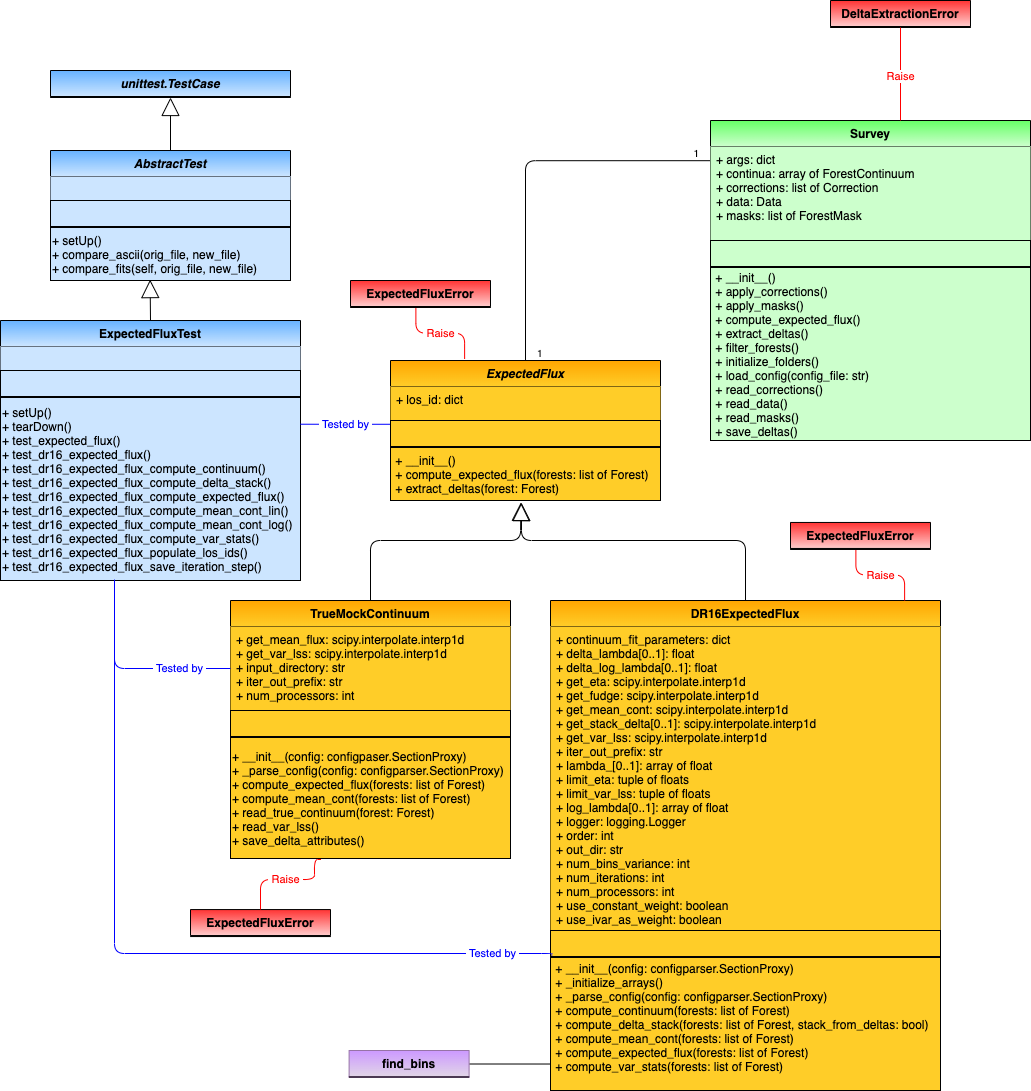 DeltaExtractionError
Raise
unittest.TestCase
AbstractTest
+ setUp()
+ compare_ascii(orig_file, new_file)
+ compare_fits(self, orig_file, new_file)
Survey
+ args: dict
+ continua: array of ForestContinuum
+ corrections: list of Correction
+ data: Data
+ masks: list of ForestMask
+ __init__()
+ apply_corrections()
+ apply_masks()
+ compute_expected_flux()
+ extract_deltas()
+ filter_forests()
+ initialize_folders()
+ load_config(config_file: str)
+ read_corrections()
+ read_data()
+ read_masks()
+ save_deltas()
1
1
ExpectedFluxError
Raise
ExpectedFlux
+ los_id: dict
+ __init__()
+ compute_expected_flux(forests: list of Forest)
+ extract_deltas(forest: Forest)
ExpectedFluxTest
+ setUp()
+ tearDown()
+ test_expected_flux()
+ test_dr16_expected_flux()
+ test_dr16_expected_flux_compute_continuum()
+ test_dr16_expected_flux_compute_delta_stack()
+ test_dr16_expected_flux_compute_expected_flux()
+ test_dr16_expected_flux_compute_mean_cont_lin()
+ test_dr16_expected_flux_compute_mean_cont_log()
+ test_dr16_expected_flux_compute_var_stats()
+ test_dr16_expected_flux_populate_los_ids()
+ test_dr16_expected_flux_save_iteration_step()
Tested by
ExpectedFluxError
Raise
TrueMockContinuum
+ get_mean_flux: scipy.interpolate.interp1d
+ get_var_lss: scipy.interpolate.interp1d
+ input_directory: str
+ iter_out_prefix: str
+ num_processors: int
+ __init__(config: configpaser.SectionProxy)
+ _parse_config(config: configparser.SectionProxy)
+ compute_expected_flux(forests: list of Forest)
+ compute_mean_cont(forests: list of Forest)
+ read_true_continuum(forest: Forest)
+ read_var_lss()
+ save_delta_attributes()
Tested by
Raise
ExpectedFluxError
DR16ExpectedFlux
+ continuum_fit_parameters: dict
+ delta_lambda[0..1]: float
+ delta_log_lambda[0..1]: float
+ get_eta: scipy.interpolate.interp1d
+ get_fudge: scipy.interpolate.interp1d
+ get_mean_cont: scipy.interpolate.interp1d
+ get_stack_delta[0..1]: scipy.interpolate.interp1d
+ get_var_lss: scipy.interpolate.interp1d
+ iter_out_prefix: str
+ lambda_[0..1]: array of float
+ limit_eta: tuple of floats
+ limit_var_lss: tuple of floats
+ log_lambda[0..1]: array of float
+ logger: logging.Logger
+ order: int
+ out_dir: str
+ num_bins_variance: int
+ num_iterations: int
+ num_processors: int
+ use_constant_weight: boolean
+ use_ivar_as_weight: boolean
+ __init__(config: configparser.SectionProxy)
+ _initialize_arrays()
+ _parse_config(config: configparser.SectionProxy)
+ compute_continuum(forests: list of Forest)
+ compute_delta_stack(forests: list of Forest, stack_from_deltas: bool)
+ compute_mean_cont(forests: list of Forest)
+ compute_expected_flux(forests: list of Forest)
+ compute_var_stats(forests: list of Forest)
Tested by
find_bins